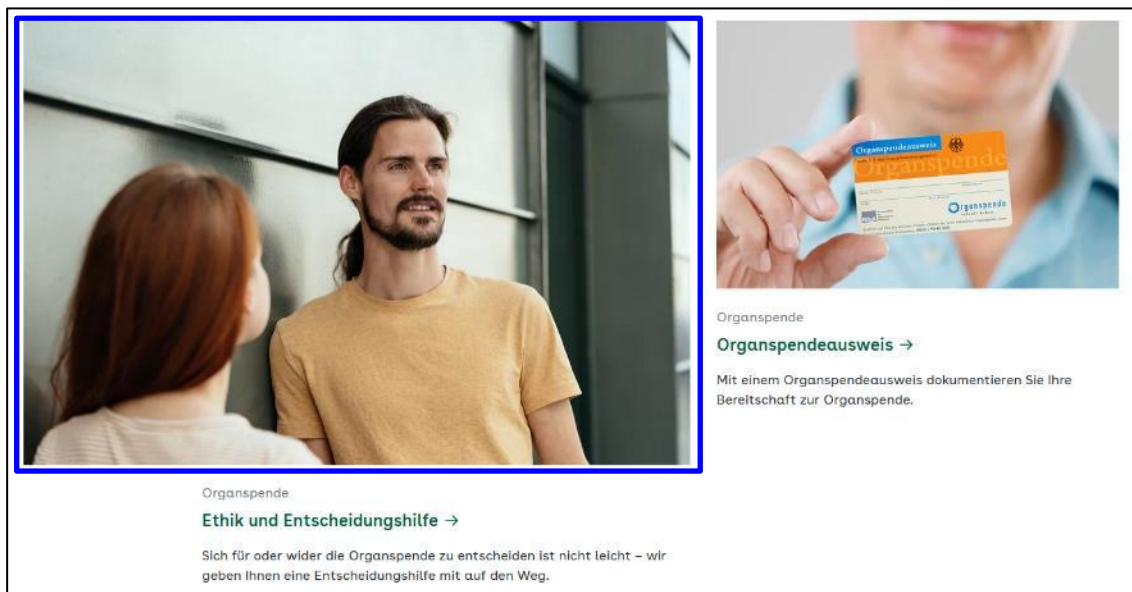 Organspendeausweis
Organspende
Organspende
Organspende
Organspendeausweis →
Mit einem Organspendeausweis dokumentieren Sie Ihre
Bereitschaft zur Organspende.
Organspende
Ethik und Entscheidungshilfe →
Sich für oder wider die Organspende zu entscheiden ist nicht leicht – wir
geben Ihnen eine Entscheidungshilfe mit auf den Weg.